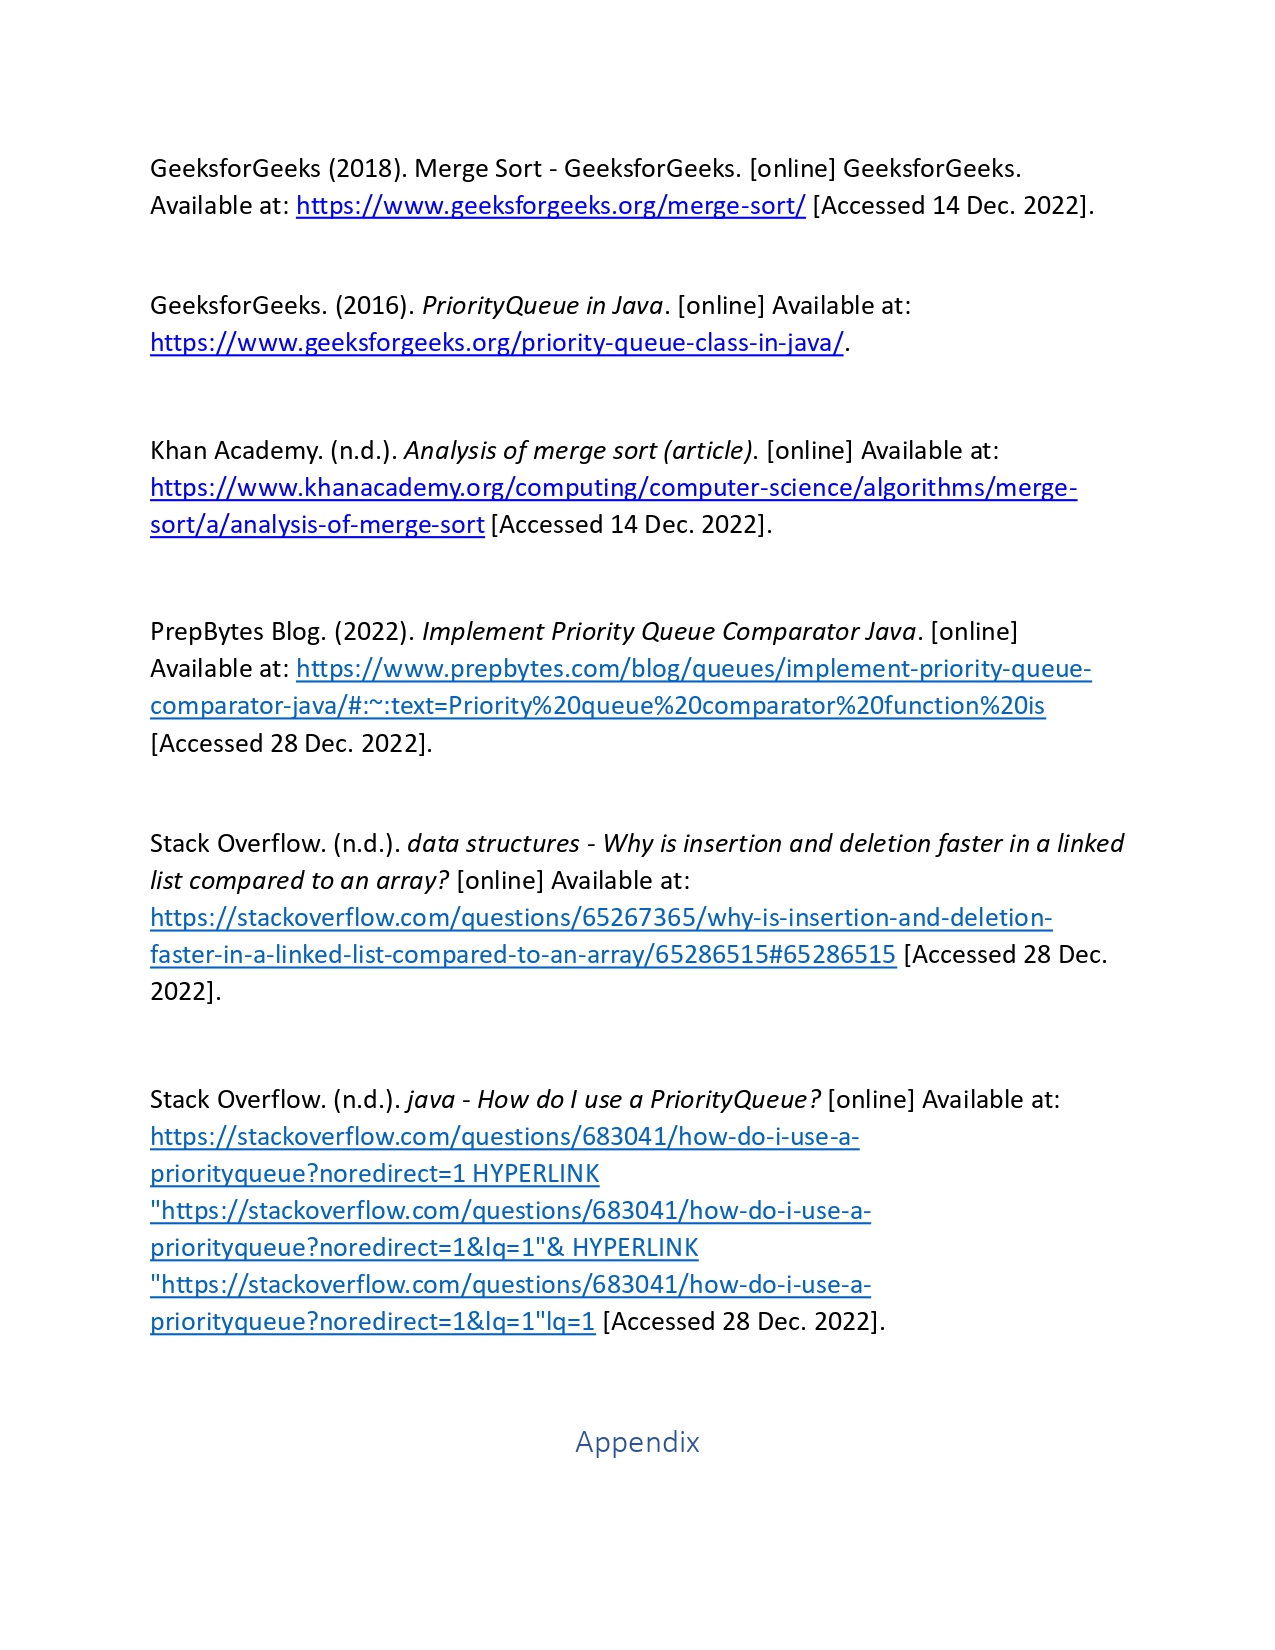 GeeksforGeeks (2018). Merge Sort - GeeksforGeeks. [online] GeeksforGeeks.
Available at: https://www.geeksforgeeks.org/merge-sort/ [Accessed 14 Dec. 2022].
GeeksforGeeks. (2016). PriorityQueue in Java. [online] Available at:
https://www.geeksforgeeks.org/priority-queue-class-in-java/.
Khan Academy. (n.d.). Analysis of merge sort (article). [online] Available at:
https://www.khanacademy.org/computing/computer-science/algorithms/merge-
sort/a/analysis-of-merge-sort [Accessed 14 Dec. 2022].
PrepBytes Blog. (2022). Implement Priority Queue Comparator Java. [online]
Available at: https://www.prepbytes.com/blog/queues/implement-priority-queue-
comparator-java/#:~:text=Priority%20queue%20comparator%20function%20is
[Accessed 28 Dec. 2022].
Stack Overflow. (n.d.). data structures - Why is insertion and deletion faster in a linked
list compared to an array? [online] Available at:
https://stackoverflow.com/questions/65267365/why-is-insertion-and-deletion-
faster-in-a-linked-list-compared-to-an-array/65286515#65286515 [Accessed 28 Dec.
2022].
Stack Overflow. (n.d.). java - How do I use a PriorityQueue? [online] Available at:
https://stackoverflow.com/questions/683041/how-do-i-use-a-
priorityqueue?noredirect=1 HYPERLINK
"https://stackoverflow.com/questions/683041/how-do-i-use-a-
priorityqueue?noredirect=1&lq=1"& HYPERLINK
"https://stackoverflow.com/questions/683041/how-do-i-use-a-
priorityqueue?noredirect=1&lq=1"lq=1 [Accessed 28 Dec. 2022].
Appendix